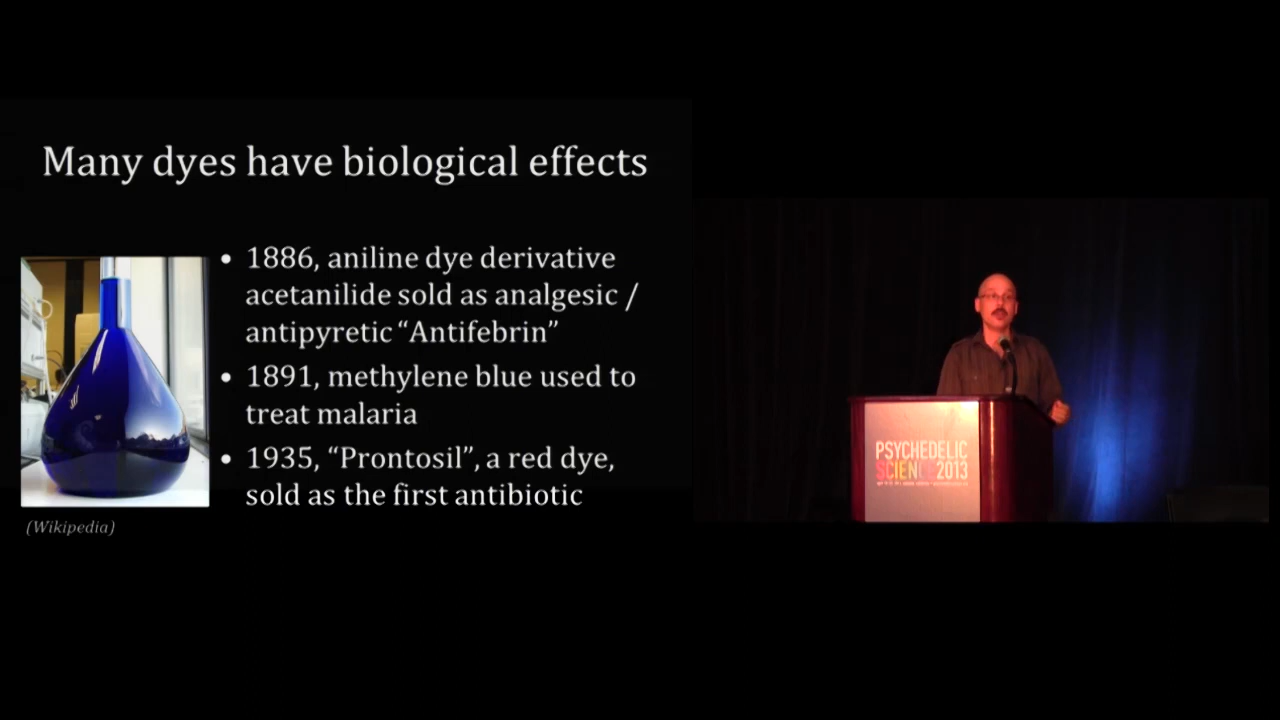 Many dyes have biological effects
• 1886, aniline dye derivative
acetanilide sold as analgesic /
antipyretic “Antifebrin”
• 1891, methylene blue used to
treat malaria
• 1935, “Prontosil”, a red dye,
sold as the first antibiotic
(Wikipedia)
PSYCHEDELIC
SCIENCE 2013